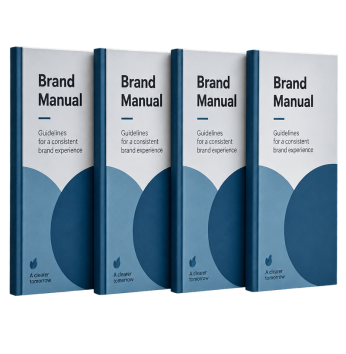 Brand
Manual
Guidelines
for a consistent
brand experience
A clearer
tomorrow
Brand
Manual
Guidelines
for a consistent
brand experience
A clearer
tomorrow
Brand
Manual
Guidelines
for a consistent
brand experience
A clearer
tomorrow
Brand
Manual
Guidelines
for a consistent
brand experience
A clearer
tomorrow